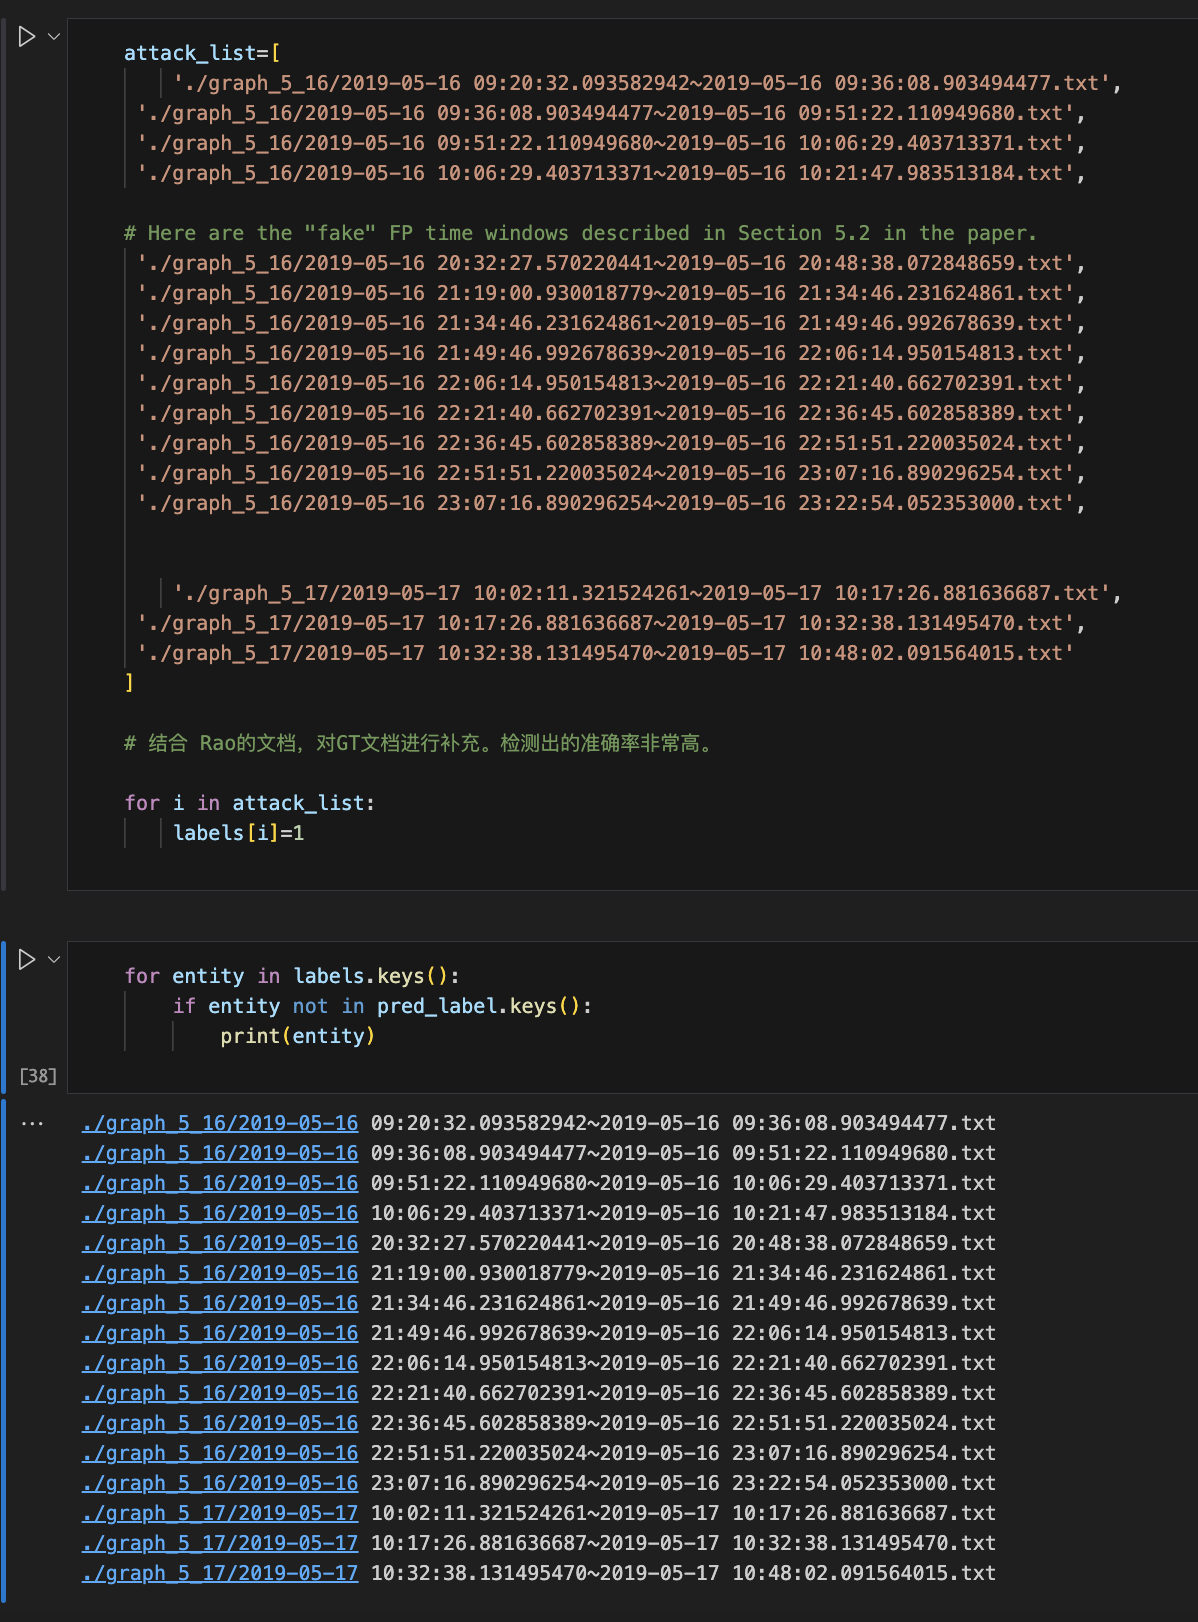 attack_list=[
'./graph_5_16/2019-05-16 09:20:32.093582942~2019-05-16 09:36:08.903494477.txt',
'./graph_5_16/2019-05-16 09:36:08.903494477~2019-05-16 09:51:22.110949680.txt',
'./graph_5_16/2019-05-16 09:51:22.110949680~2019-05-16 10:06:29.403713371.txt',
'./graph_5_16/2019-05-16 10:06:29.403713371~2019-05-16 10:21:47.983513184.txt',
# Here are the "fake" FP time windows described in Section 5.2 in the paper.
'./graph_5_16/2019-05-16 20:32:27.570220441~2019-05-16 20:48:38.072848659.txt',
'./graph_5_16/2019-05-16 21:19:00.930018779~2019-05-16 21:34:46.231624861.txt',
'./graph_5_16/2019-05-16 21:34:46.231624861~2019-05-16 21:49:46.992678639.txt',
'./graph_5_16/2019-05-16 21:49:46.992678639~2019-05-16 22:06:14.950154813.txt',
'./graph_5_16/2019-05-16 22:06:14.950154813~2019-05-16 22:21:40.662702391.txt',
'./graph_5_16/2019-05-16 22:21:40.662702391~2019-05-16 22:36:45.602858389.txt',
'./graph_5_16/2019-05-16 22:36:45.602858389~2019-05-16 22:51:51.220035024.txt',
'./graph_5_16/2019-05-16 22:51:51.220035024~2019-05-16 23:07:16.890296254.txt',
'./graph_5_16/2019-05-16 23:07:16.890296254~2019-05-16 23:22:54.052353000.txt',
'./graph_5_17/2019-05-17 10:02:11.321524261~2019-05-17 10:17:26.881636687.txt',
'./graph_5_17/2019-05-17 10:17:26.881636687~2019-05-17 10:32:38.131495470.txt',
'./graph_5_17/2019-05-17 10:32:38.131495470~2019-05-17 10:48:02.091564015.txt'
]
# 结合 Rao的文档，对GT文档进行补充。检测出的准确率非常高。
for i in attack_list:
labels[i]=1
for entity in labels.keys():
if entity not in pred_label.keys():
print(entity)
[38]
...
./graph_5_16/2019-05-16 09:20:32.093582942~2019-05-16 09:36:08.903494477.txt
./graph_5_16/2019-05-16 09:36:08.903494477~2019-05-16 09:51:22.110949680.txt
./graph_5_16/2019-05-16 09:51:22.110949680~2019-05-16 10:06:29.403713371.txt
./graph_5_16/2019-05-16 10:06:29.403713371~2019-05-16 10:21:47.983513184.txt
./graph_5_16/2019-05-16 20:32:27.570220441~2019-05-16 20:48:38.072848659.txt
./graph_5_16/2019-05-16 21:19:00.930018779~2019-05-16 21:34:46.231624861.txt
./graph_5_16/2019-05-16 21:34:46.231624861~2019-05-16 21:49:46.992678639.txt
./graph_5_16/2019-05-16 21:49:46.992678639~2019-05-16 22:06:14.950154813.txt
./graph_5_16/2019-05-16 22:06:14.950154813~2019-05-16 22:21:40.662702391.txt
./graph_5_16/2019-05-16 22:21:40.662702391~2019-05-16 22:36:45.602858389.txt
./graph_5_16/2019-05-16 22:36:45.602858389~2019-05-16 22:51:51.220035024.txt
./graph_5_16/2019-05-16 22:51:51.220035024~2019-05-16 23:07:16.890296254.txt
./graph_5_16/2019-05-16 23:07:16.890296254~2019-05-16 23:22:54.052353000.txt
./graph_5_17/2019-05-17 10:02:11.321524261~2019-05-17 10:17:26.881636687.txt
./graph_5_17/2019-05-17 10:17:26.881636687~2019-05-17 10:32:38.131495470.txt
./graph_5_17/2019-05-17 10:32:38.131495470~2019-05-17 10:48:02.091564015.txt